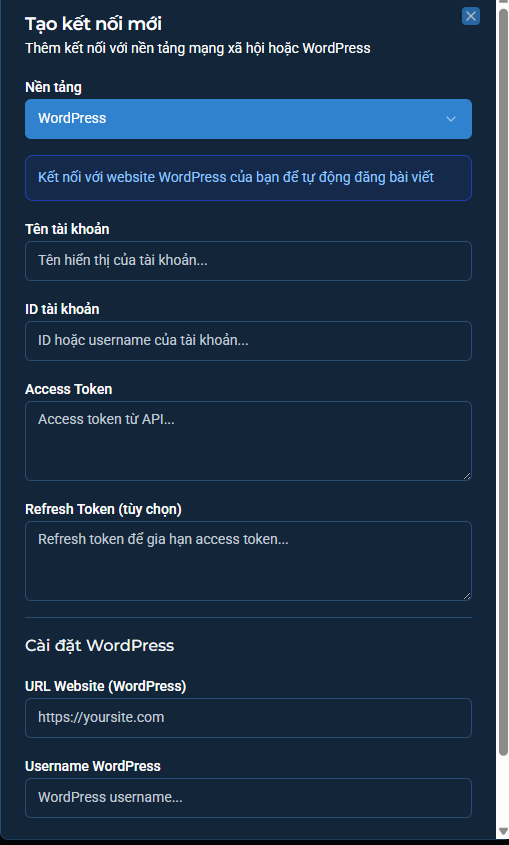 Tạo kết nối mới
Thêm kết nối với nền tảng mạng xã hội hoặc WordPress
Nền tảng
WordPress
Kết nối với website WordPress của bạn để tự động đăng bài viết
Tên tài khoản
Tên hiển thị của tài khoản...
ID tài khoản
ID hoặc username của tài khoản...
Access Token
Access token từ API...
Refresh Token (tùy chọn)
Refresh token để gia hạn access token...
Cài đặt WordPress
URL Website (WordPress)
https://yoursite.com
Username WordPress
WordPress username...